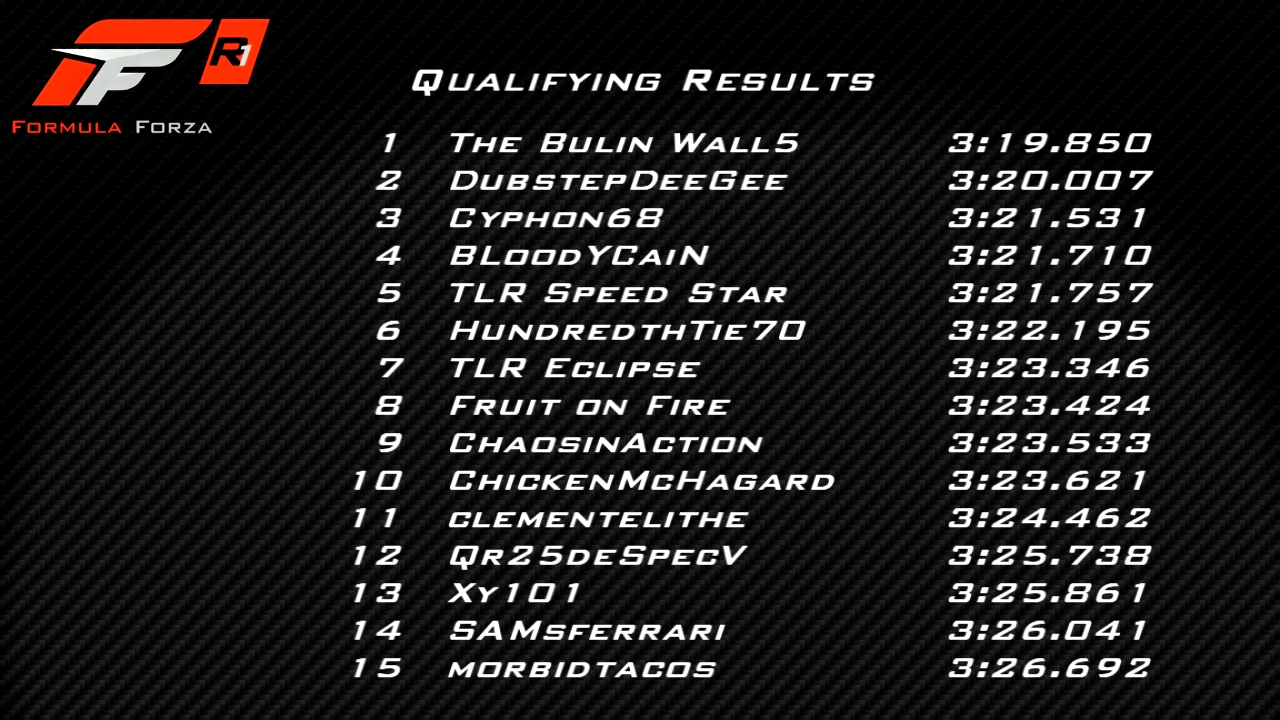 R1
Formula Forza
Qualifying Results
1 The Bulin Wall5 3:19.850
2 DubstepDeeGee 3:20.007
3 Cyphon68 3:21.531
4 BLoodYCaiN 3:21.710
5 TLR Speed Star 3:21.757
6 HundredthTie70 3:22.195
7 TLR Eclipse 3:23.346
8 Fruit on Fire 3:23.424
9 ChaosinAction 3:23.533
10 ChickenMcHagard 3:23.621
11 clementelithe 3:24.462
12 Qr25deSpecV 3:25.738
13 Xy101 3:25.861
14 SAMsferrari 3:26.041
15 morbidtacos 3:26.692